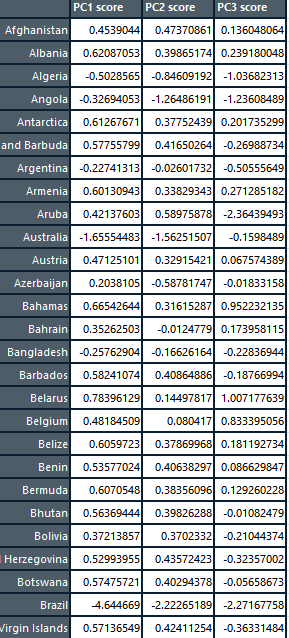 PC1 score PC2 score PC3 score
Afghanistan 0.4539044 0.47370861 0.136048064
Albania 0.62087053 0.39865174 0.239180048
Algeria -0.5028565 -0.84609192 -1.03682313
Angola -0.32694053 -1.26486191 -1.23608489
Antarctica 0.61267671 0.37752439 0.201735299
and Barbuda 0.57755799 0.41650264 -0.26988734
Argentina -0.22741313 -0.02601732 -0.50555649
Armenia 0.60130943 0.33829343 0.271285182
Aruba 0.42137603 0.58975878 -2.36439493
Australia -1.65554483 -1.56251507 -0.1598489
Austria 0.47125101 0.32915421 0.067574389
Azerbaijan 0.2038105 -0.58781747 -0.01833158
Bahamas 0.66542644 0.31615287 0.952232135
Bahrain 0.35262503 -0.0124779 0.173958115
Bangladesh -0.25762904 -0.16626164 -0.22836944
Barbados 0.58241074 0.40864886 -0.18766994
Belarus 0.78396129 0.14497817 1.007177639
Belgium 0.48184509 0.080417 0.833395056
Belize 0.6059723 0.37869968 0.181192734
Benin 0.53577024 0.40638297 0.086629847
Bermuda 0.6070548 0.38356096 0.129260228
Bhutan 0.56369444 0.39826288 -0.01082479
Bolivia 0.37213857 0.3702332 -0.21044374
Herzegovina 0.52993955 0.43572423 -0.32357002
Botswana 0.57475721 0.40294378 -0.05658673
Brazil -4.644669 -2.22265189 -2.27167758
Virgin Islands 0.57136549 0.42411254 -0.36331484